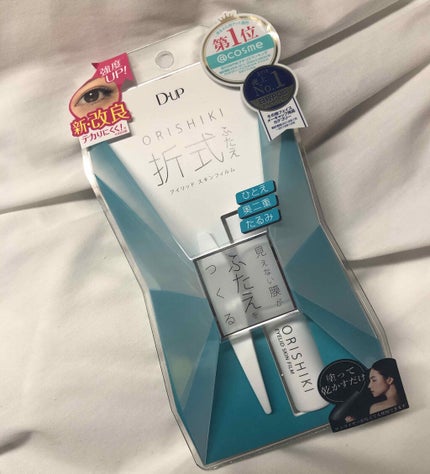 第1位
@cosme
No.1
強度
UP!
新改良
テカりにくく!
D-UP
ORISHIKI
折式
ふたえ
アイリッド スキンフィルム
ひとえ
奥二重
たるみ
見えない膜が
ふたえを
つくる
ORISHIKI
EYELID SKIN FILM
塗って
乾かすだけ